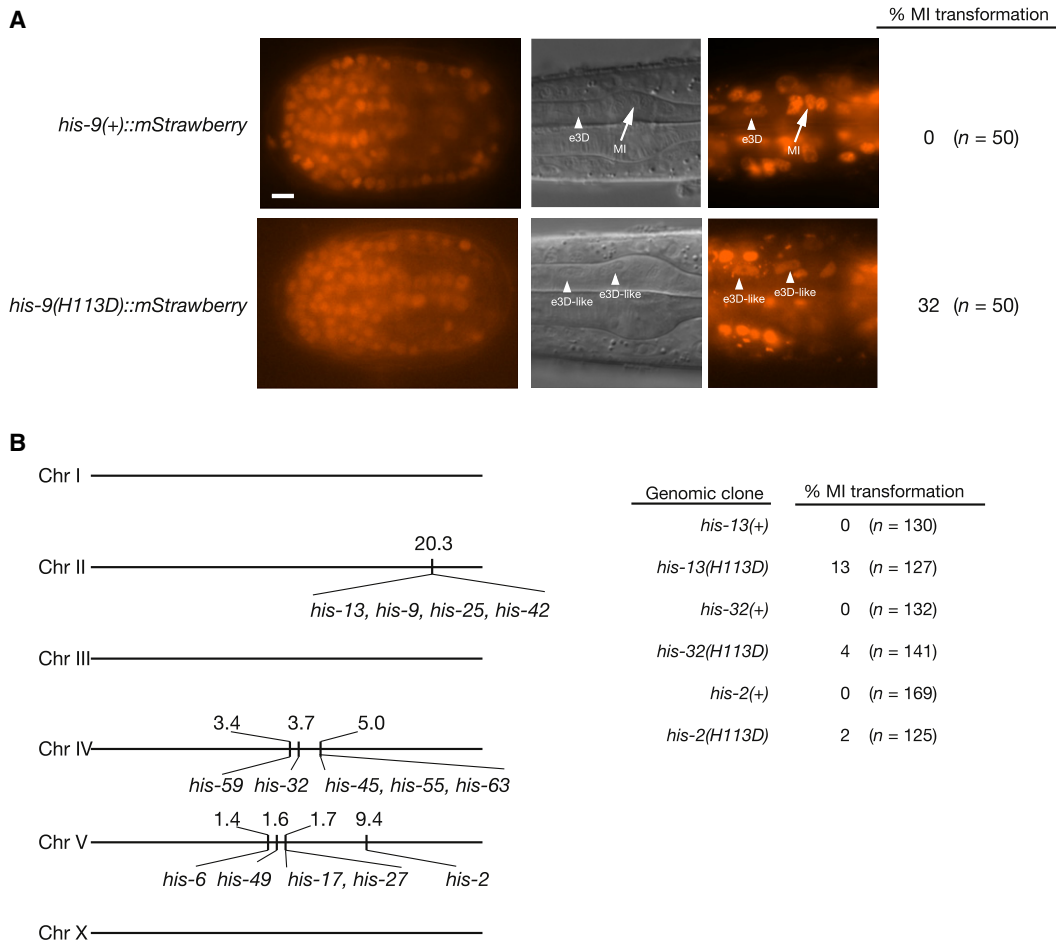 A
% MI transformation
his-9(+)::mStrawberry
e3D
MI
e3D
MI
0 (n = 50)
his-9(H113D)::mStrawberry
e3D-like
e3D-like
e3D-like
e3D-like
32 (n = 50)
B
Chr I
20.3
Chr II
his-13, his-9, his-25, his-42
Chr III
3.4 3.7 5.0
Chr IV
his-59 his-32 his-45, his-55, his-63
1.4 1.6 1.7 9.4
Chr V
his-6 his-49 his-17, his-27 his-2
Chr X
Genomic clone % MI transformation
his-13(+) 0 (n = 130)
his-13(H113D) 13 (n = 127)
his-32(+) 0 (n = 132)
his-32(H113D) 4 (n = 141)
his-2(+) 0 (n = 169)
his-2(H113D) 2 (n = 125)